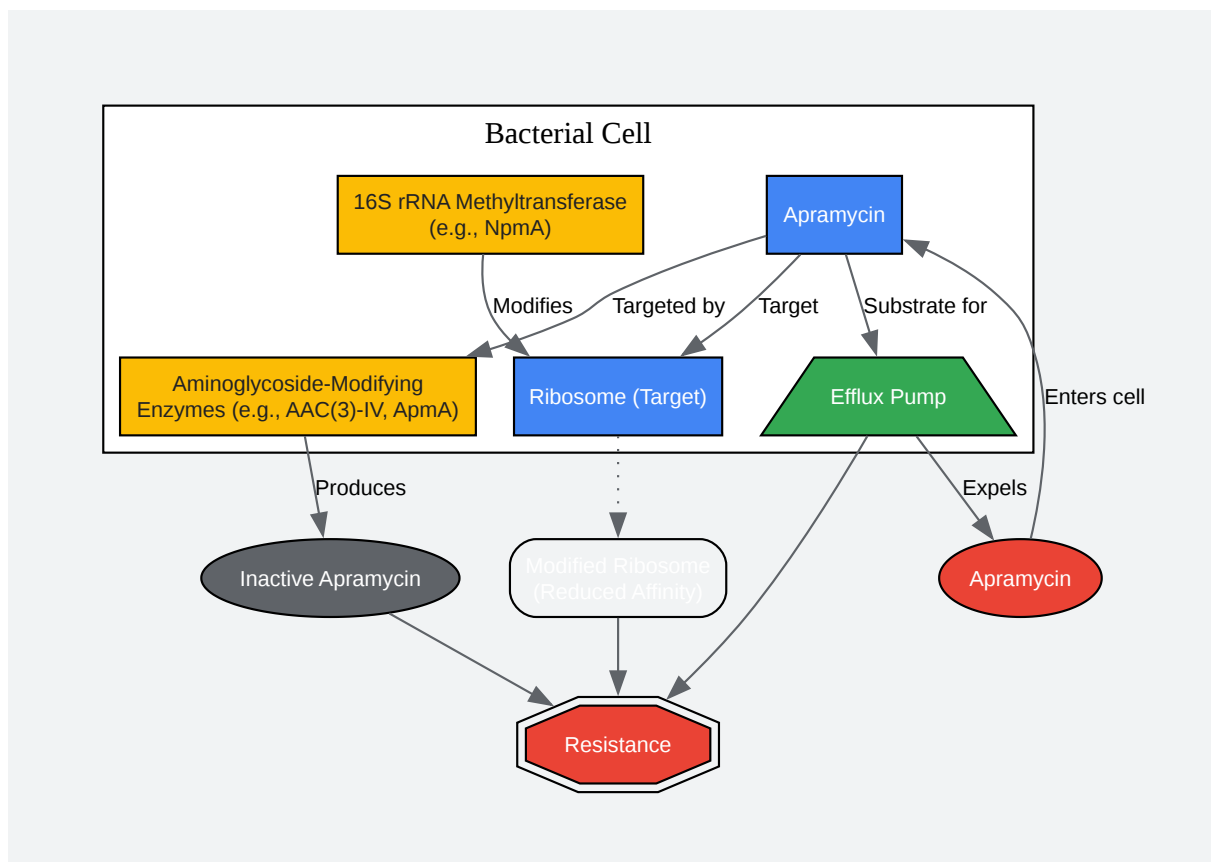 Bacterial Cell
16S rRNA Methyltransferase
(e.g., NpmA)
Apramycin
Modifies
Targeted by
Target
Substrate for
Aminoglycoside-Modifying
Enzymes (e.g., AAC(3)-IV, ApmA)
Ribosome (Target)
Efflux Pump
Enters cell
Produces
Expels
Inactive Apramycin
Modified Ribosome
(Reduced Affinity)
Apramycin
Resistance